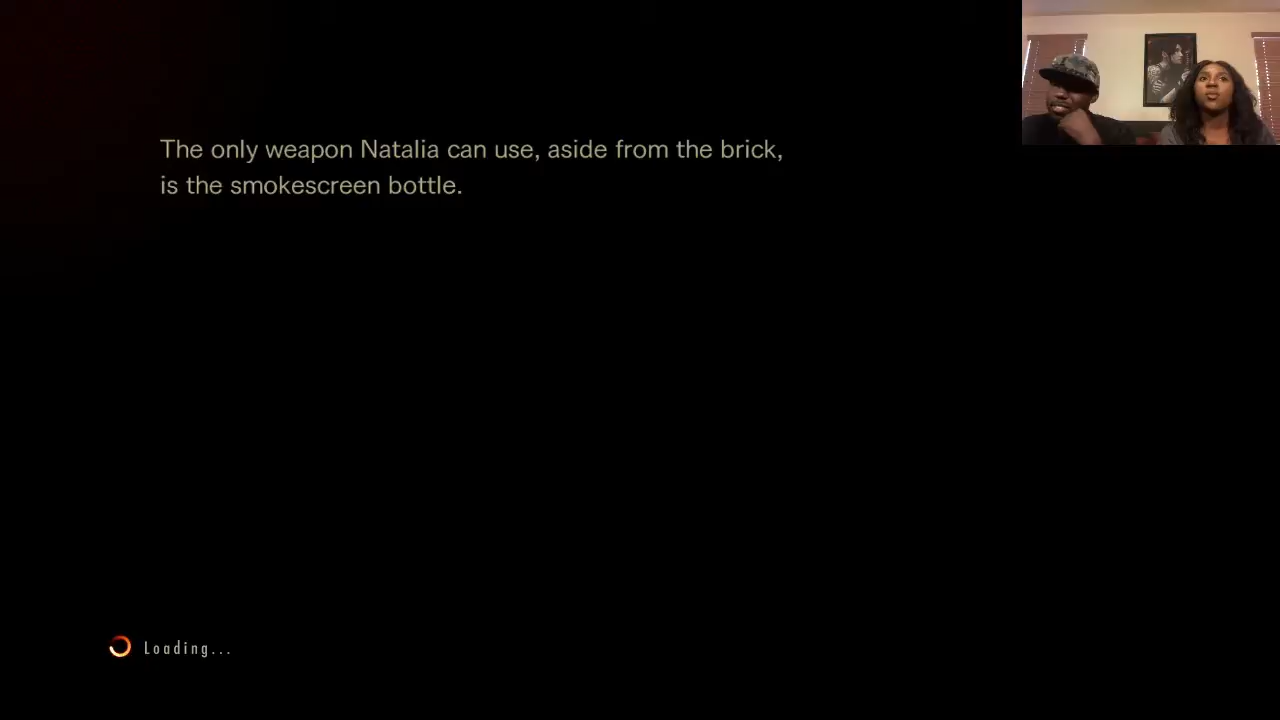 The only weapon Natalia can use, aside from the brick,
is the smokescreen bottle.
Loading...